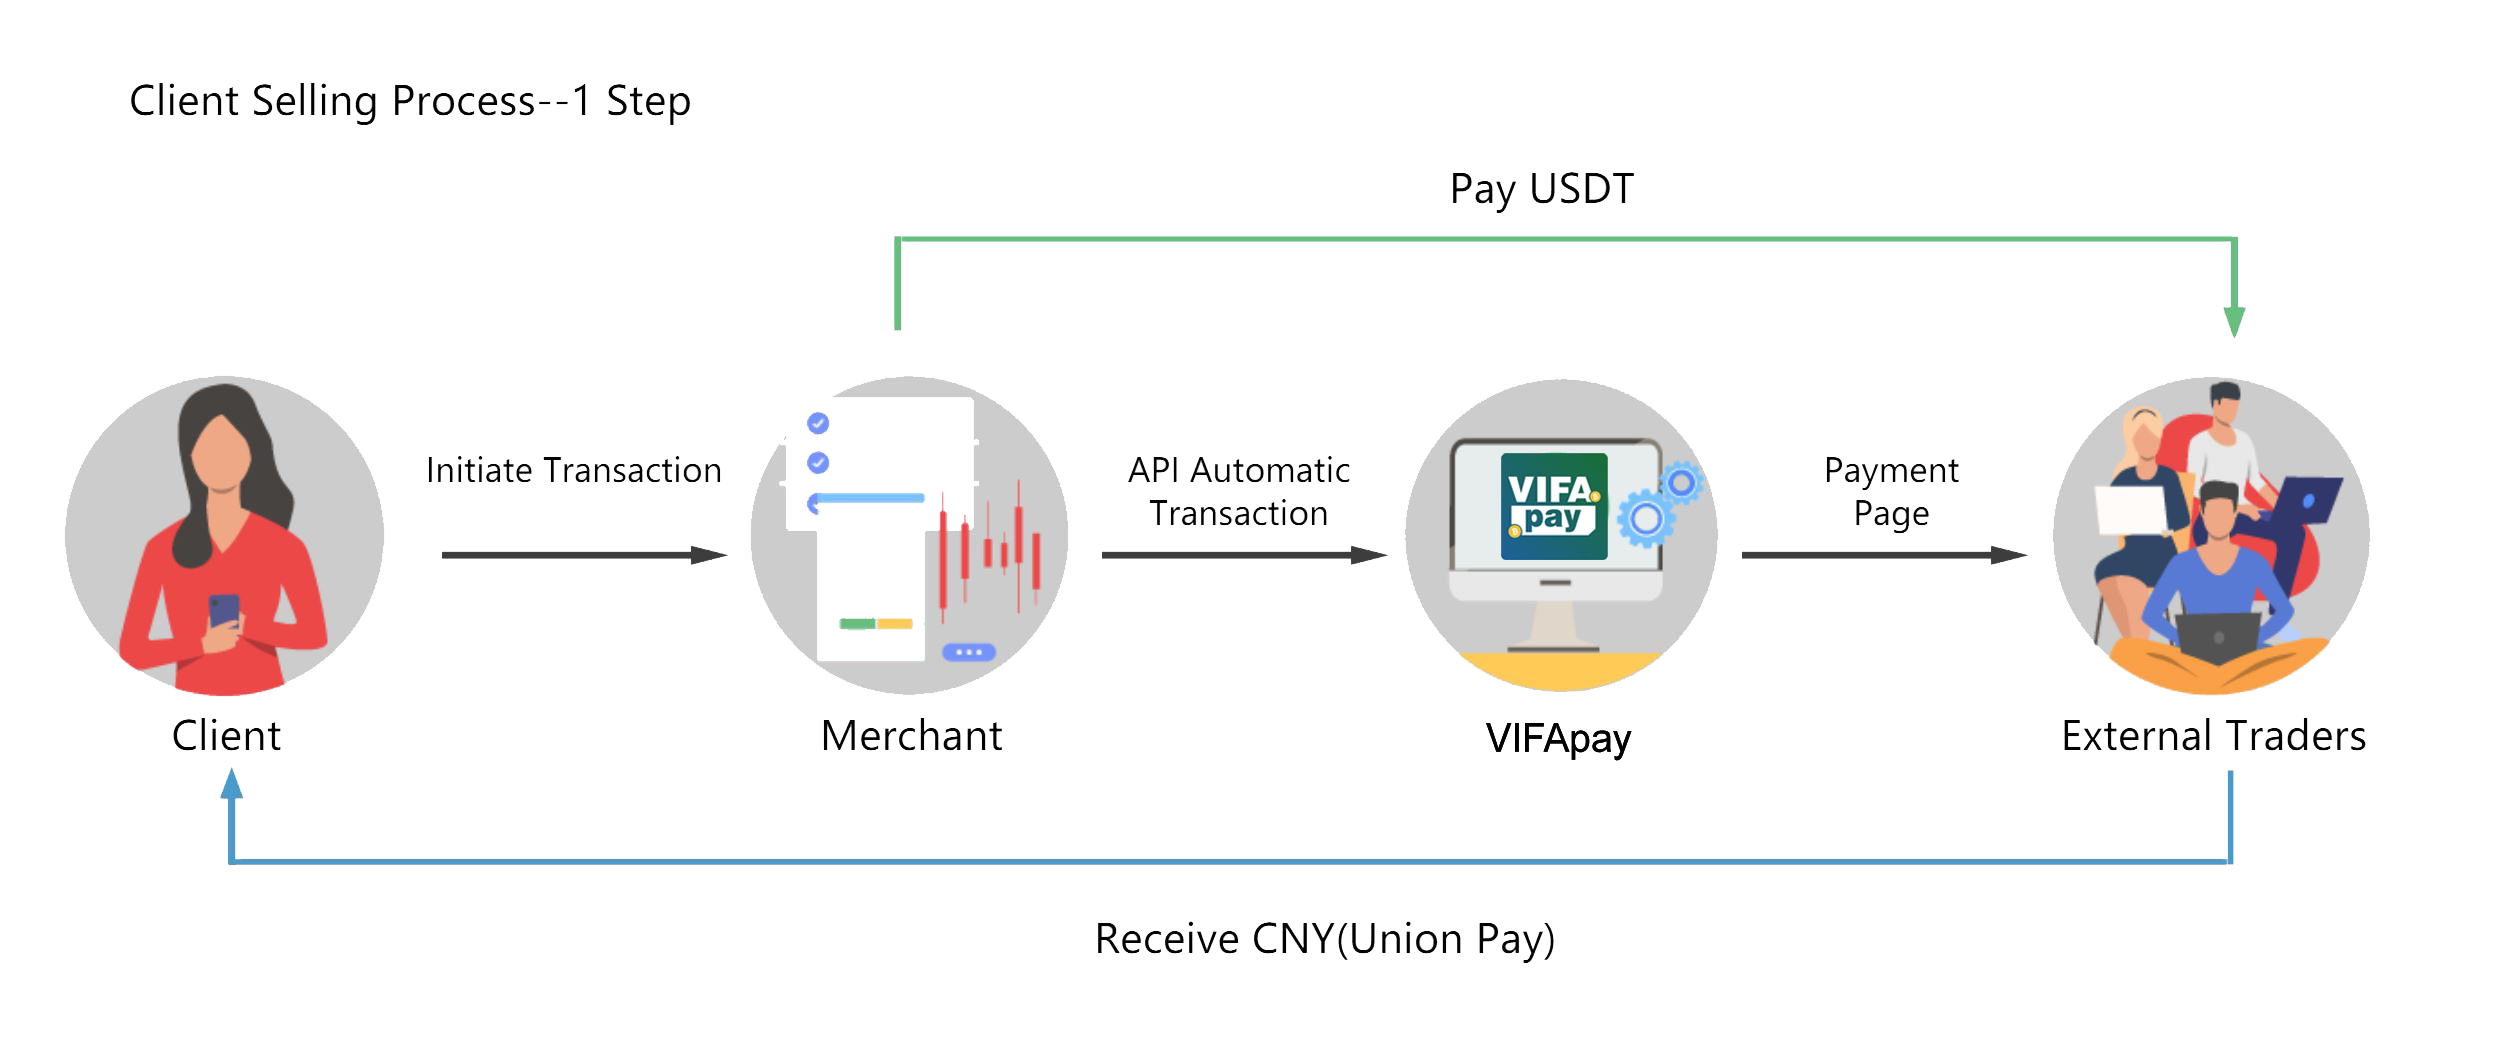 Client Selling Process--1 Step
Pay USDT
Initiate Transaction
API Automatic
Transaction
Payment
Page
VIFA
pay
Client
Merchant
VIFApay
External Traders
Receive CNY(Union Pay)